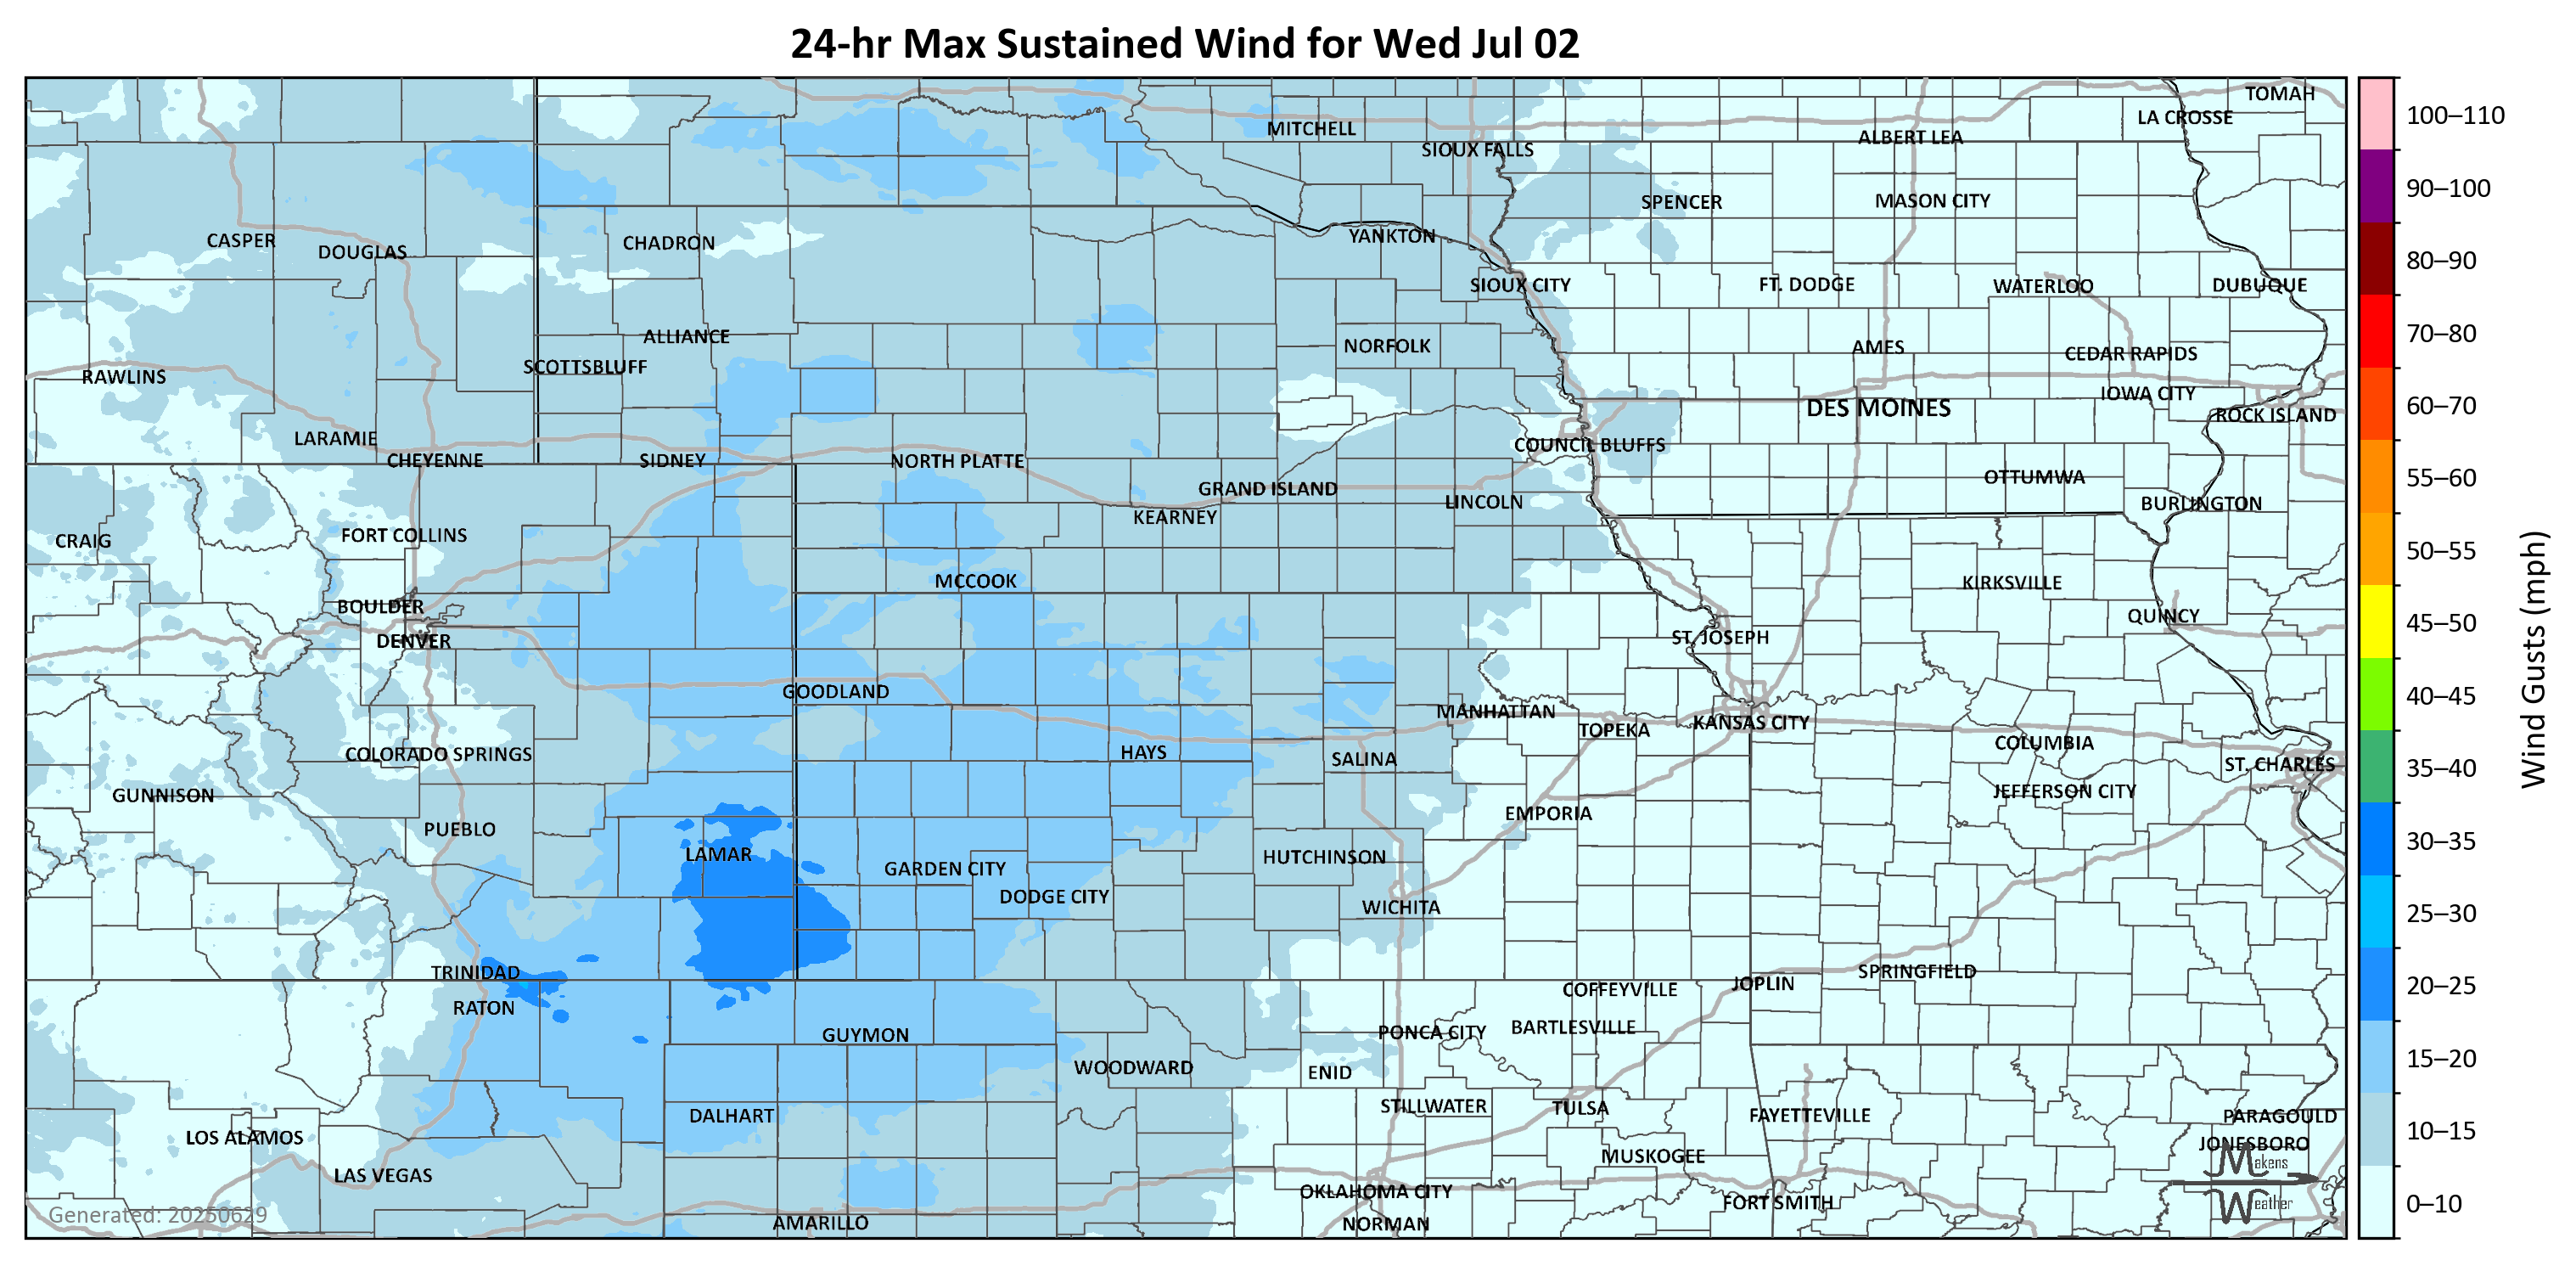 24-hr Max Sustained Wind for Wed Jul 02
TOMAH
LA CROSSE
MITCHELL
ALBERT LEA
SIOUX FALLS
SPENCER
MASON CITY
CASPER
DOUGLAS
CHADRON
YANKTON
SIOUX CITY
FT. DODGE
WATERLOO
DUBUQUE
ALLIANCE
NORFOLK
AMES
CEDAR RAPIDS
SCOTTSBLUFF
RAWLINS
IOWA CITY
DES MOINES
ROCK ISLAND
LARAMIE
COUNCIL BLUFFS
CHEYENNE
SIDNEY
NORTH PLATTE
OTTUMWA
GRAND ISLAND
LINCOLN
BURLINGTON
KEARNEY
FORT COLLINS
CRAIG
MCCOOK
KIRKSVILLE
BOULDER
QUINCY
DENVER
ST. JOSEPH
GOODLAND
MANHATTAN
KANSAS CITY
TOPEKA
COLUMBIA
COLORADO SPRINGS
HAYS
SALINA
ST. CHARLES
GUNNISON
JEFFERSON CITY
EMPORIA
PUEBLO
LAMAR
HUTCHINSON
GARDEN CITY
DODGE CITY
WICHITA
TRINIDAD
SPRINGFIELD
JOPLIN
COFFEYVILLE
RATON
BARTLESVILLE
PONCA CITY
GUYMON
WOODWARD
ENID
STILLWATER
TULSA
DALHART
FAYETTEVILLE
PARAGOULD
LOS ALAMOS
JONESBORO
MUSKOGEE
LAS VEGAS
OKLAHOMA CITY
FORT SMITH
AMARILLO
NORMAN
Generated: 20250629
Makens
Weather
100–110
90–100
80–90
70–80
60–70
55–60
50–55
45–50
40–45
35–40
30–35
25–30
20–25
15–20
10–15
0–10
Wind Gusts (mph)